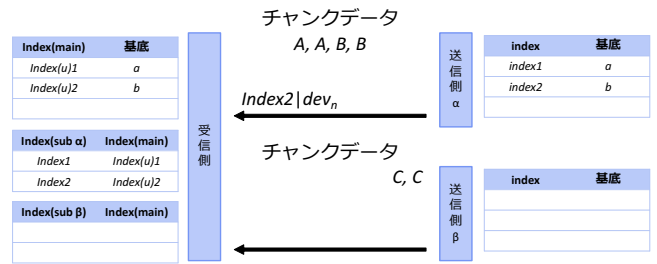 チャンクデータ
A, A, B, B
Index(main) 基底
Index(u)1 a
Index(u)2 b
送信側α
index 基底
index1 a
index2 b
Index2|dev_n
受信側
Index(sub α) Index(main)
Index1 Index(u)1
Index2 Index(u)2
チャンクデータ
C, C
送信側β
index 基底
Index(sub β) Index(main)